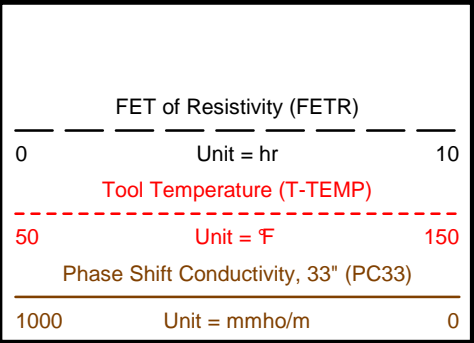 FET of Resistivity (FETR)
0 Unit = hr 10
Tool Temperature (T-TEMP)
50 Unit = °F 150
Phase Shift Conductivity, 33" (PC33)
1000 Unit = mmho/m 0